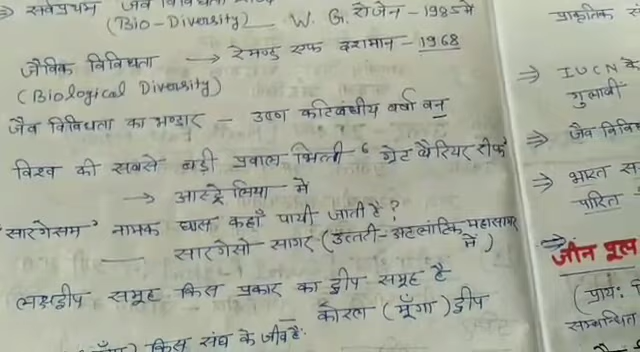 ⇒ सर्वप्रथम जैव विविधता
(Bio-Diversity) — W. G. रोजेन - 1985 में
जैविक विविधता → रेमण्ड एफ दशमान - 1968
(Biological Diversity)
जैव विविधता का भण्डार - उष्ण कटिबंधीय वर्षा वन
विश्व की सबसे बड़ी प्रवाल भित्ती 'ग्रेट बैरियर रीफ'
→ आस्ट्रेलिया में
'सारगेसम' नामक घास कहाँ पायी जाती है?
— सारगेसो सागर (उत्तरी-अटलांटिक महासागर में)
लक्षद्वीप समूह किस प्रकार का द्वीप समूह है
कोरल (मूँगा) द्वीप
किस संघ के जीव है:
प्राकृतिक
⇒ IUCN के
गुलाबी
⇒ जैव विवि
⇒ भारत स
पारित
⇒ जीन पूल
(प्रायः
सम्बन्धित